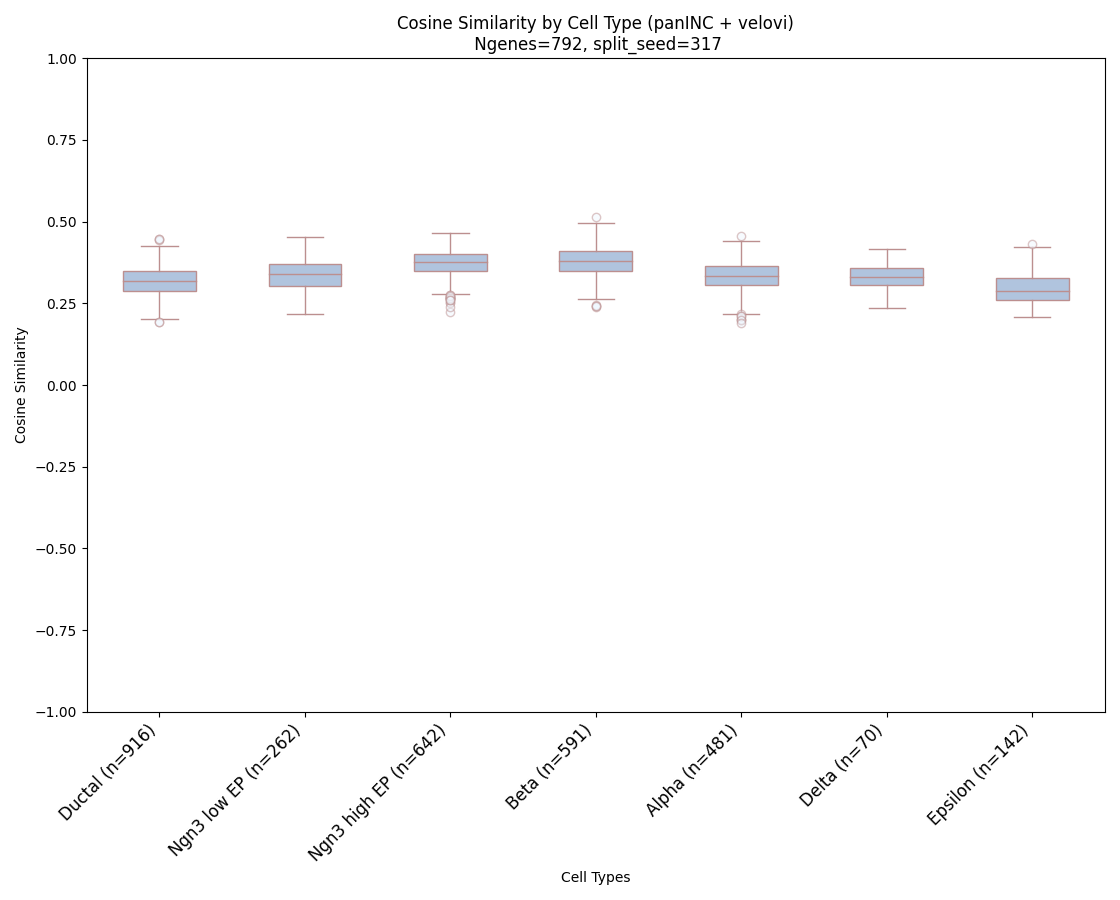 Cosine Similarity by Cell Type (panINC + velovi)
Ngenes=792, split_seed=317
1.00
0.75
0.50
0.25
0.00
−0.25
−0.50
−0.75
−1.00
Cosine Similarity
Ductal (n=916)
Ngn3 low EP (n=262)
Ngn3 high EP (n=642)
Beta (n=591)
Alpha (n=481)
Delta (n=70)
Epsilon (n=142)
Cell Types